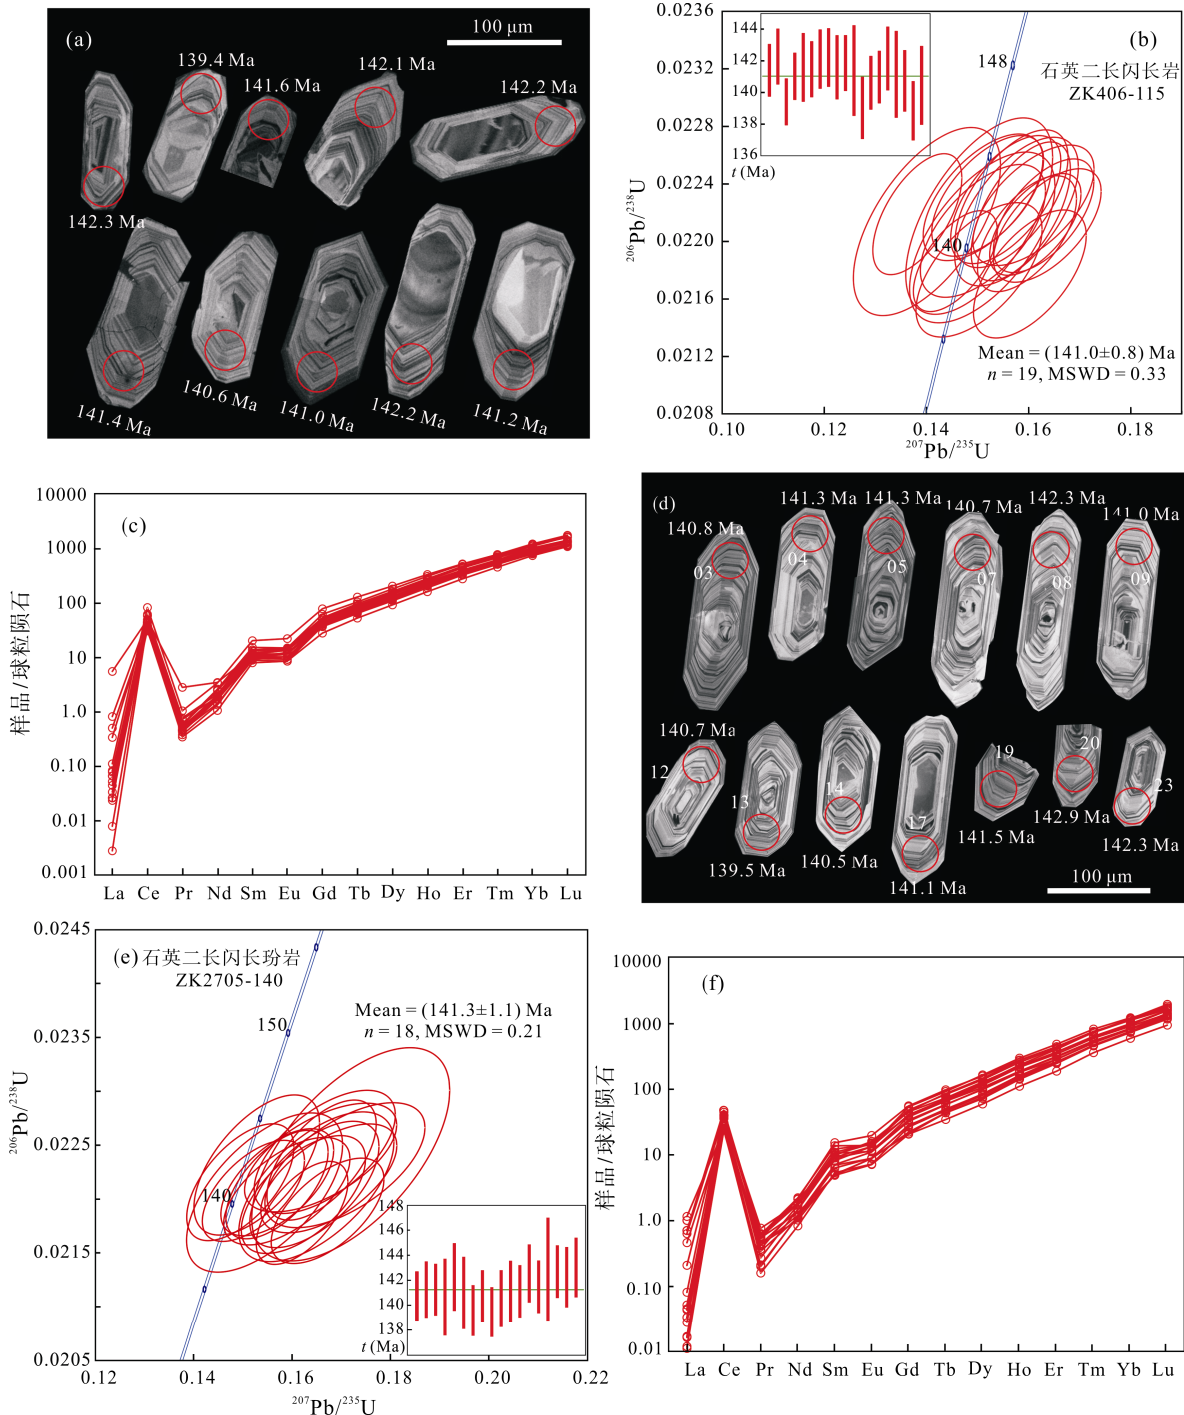 (a)
100 μm
139.4 Ma
141.6 Ma
142.1 Ma
142.2 Ma
142.3 Ma
141.4 Ma
140.6 Ma
141.0 Ma
142.2 Ma
141.2 Ma
(b)
石英二长闪长岩
ZK406-115
148
140
Mean = (141.0±0.8) Ma
n = 19, MSWD = 0.33
0.0236
0.0232
0.0228
0.0224
0.0220
0.0216
0.0212
0.0208
²⁰⁶Pb/²³⁸U
0.10 0.12 0.14 0.16 0.18
²⁰⁷Pb/²³⁵U
144
142
140
138
136
t (Ma)
(c)
10000
1000
100
10
1.0
0.10
0.01
0.001
样品/球粒陨石
La Ce Pr Nd Sm Eu Gd Tb Dy Ho Er Tm Yb Lu
(d)
140.8 Ma
141.3 Ma
141.3 Ma
140.7 Ma
142.3 Ma
141.0 Ma
03
04
05
07
08
09
140.7 Ma
12
13
14
17
19
20
23
139.5 Ma
140.5 Ma
141.1 Ma
141.5 Ma
142.9 Ma
142.3 Ma
100 μm
(e) 石英二长闪长玢岩
ZK2705-140
Mean = (141.3±1.1) Ma
n = 18, MSWD = 0.21
150
140
0.0245
0.0235
0.0225
0.0215
0.0205
²⁰⁶Pb/²³⁸U
0.12 0.14 0.16 0.18 0.20 0.22
²⁰⁷Pb/²³⁵U
148
146
144
142
140
138
t (Ma)
(f)
10000
1000
100
10
1.0
0.10
0.01
样品/球粒陨石
La Ce Pr Nd Sm Eu Gd Tb Dy Ho Er Tm Yb Lu